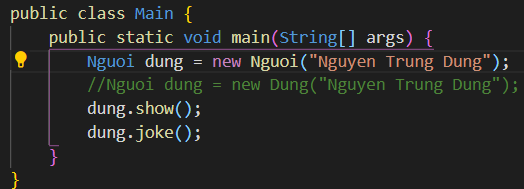 public class Main {
public static void main(String[] args) {
Nguoi dung = new Nguoi("Nguyen Trung Dung");
//Nguoi dung = new Dung("Nguyen Trung Dung");
dung.show();
dung.joke();
}
}